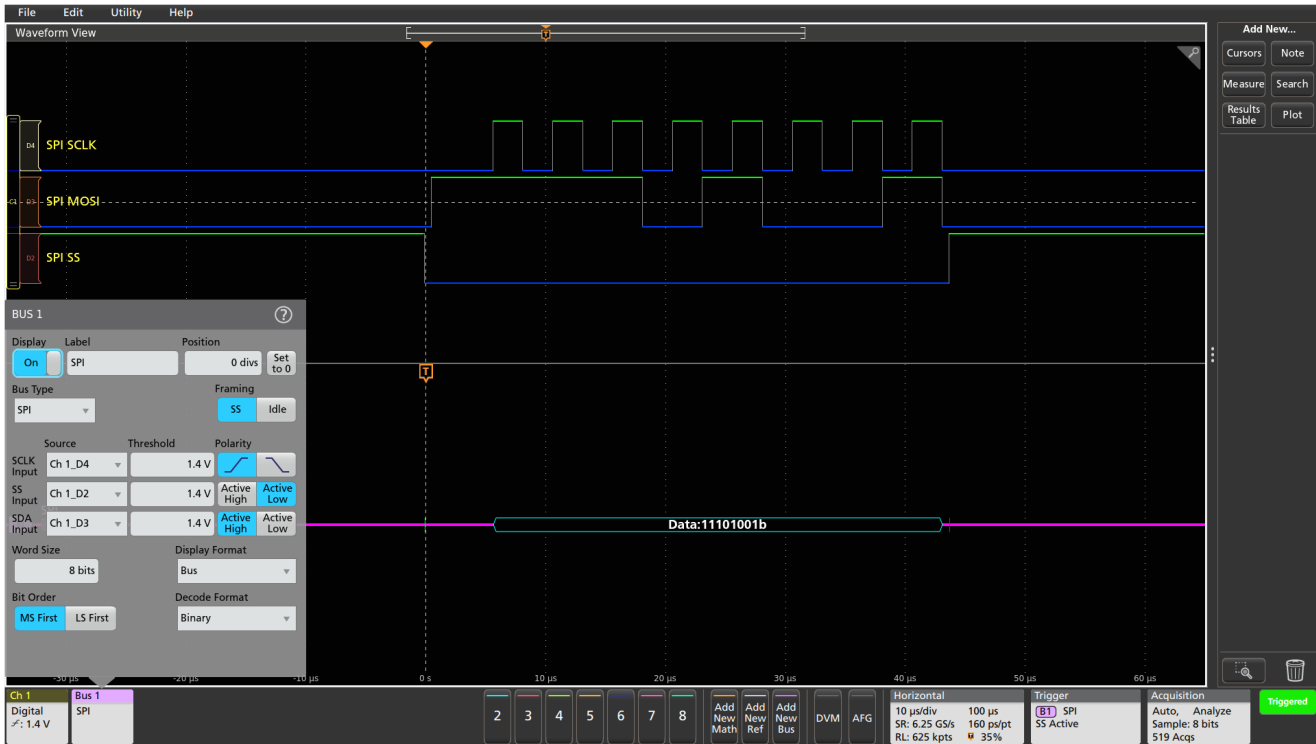 File Edit Utility Help
Waveform View
Add New...
Cursors Note
Measure Search
Results Table Plot
D4 SPI SCLK
C1 D3 SPI MOSI
D2 SPI SS
T
T
BUS 1 ?
Display Label Position
On SPI 0 divs Set to 0
Bus Type Framing
SPI SS Idle
Source Threshold Polarity
SCLK Input Ch 1_D4 1.4 V
SS Input Ch 1_D2 1.4 V Active High Active Low
SDA Input Ch 1_D3 1.4 V Active High Active Low
Data:11101001b
Word Size Display Format
8 bits Bus
Bit Order Decode Format
MS First LS First Binary
-30 µs -20 µs -10 µs 0 s 10 µs 20 µs 30 µs 40 µs 50 µs 60 µs
Ch 1
Digital
: 1.4 V
Bus 1
SPI
2 3 4 5 6 7 8
Add New Math
Add New Ref
Add New Bus
DVM AFG
Horizontal
10 µs/div 100 µs
SR: 6.25 GS/s 160 ps/pt
RL: 625 kpts 35%
Trigger
B1 SPI
SS Active
Acquisition
Auto, Analyze
Sample: 8 bits
519 Acqs
Triggered